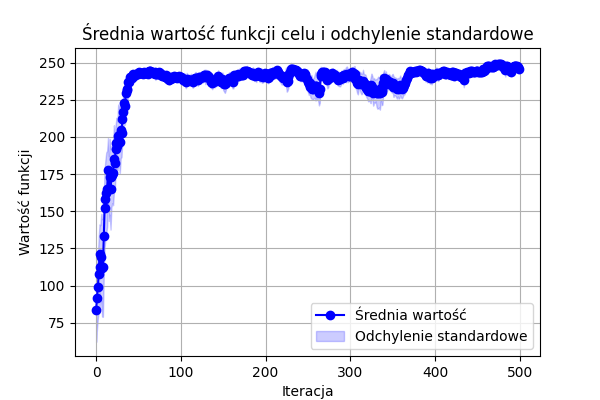 Średnia wartość funkcji celu i odchylenie standardowe
250
225
200
175
150
125
100
75
Wartość funkcji
0
100
200
300
400
500
Iteracja
Średnia wartość
Odchylenie standardowe